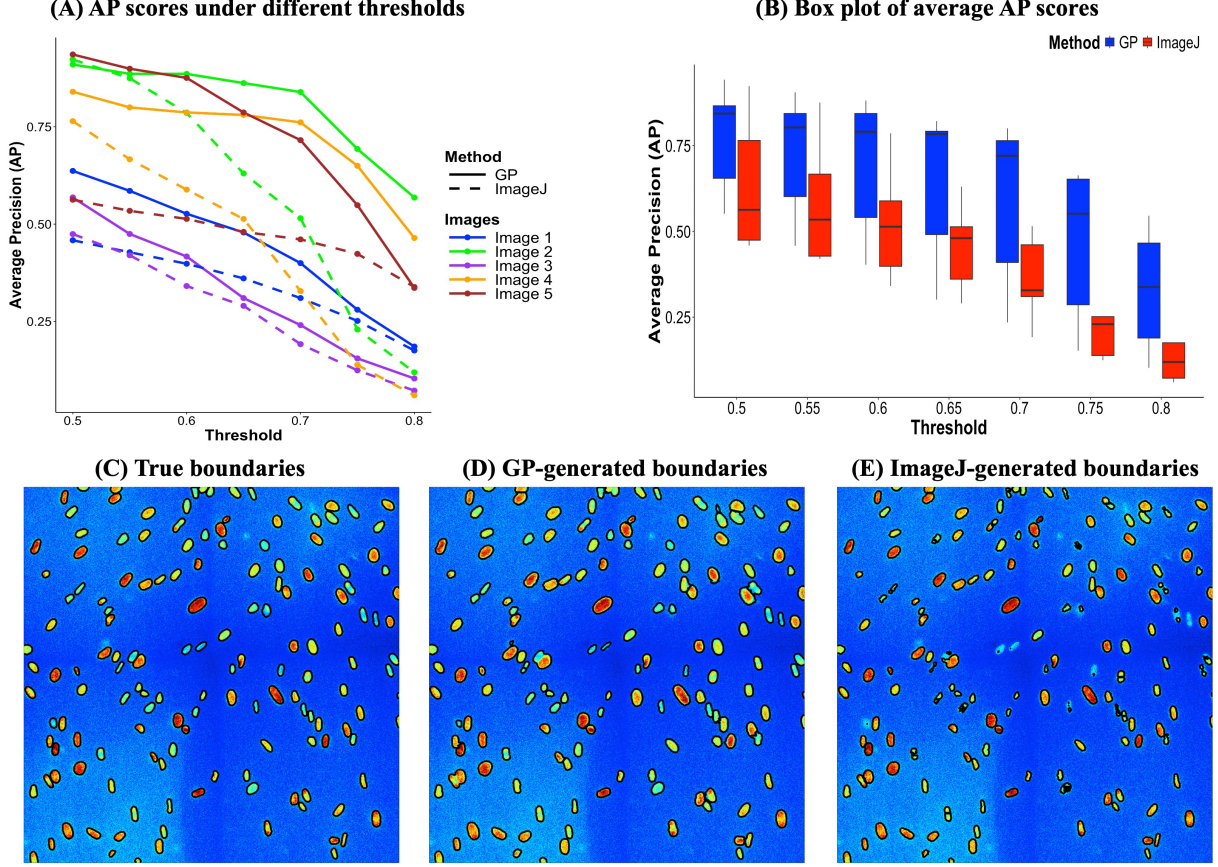 (A) AP scores under different thresholds
Average Precision (AP)
0.75
0.50
0.25
0.5
0.6
0.7
0.8
Threshold
Method
GP
ImageJ
Images
Image 1
Image 2
Image 3
Image 4
Image 5
(B) Box plot of average AP scores
Method GP ImageJ
Average Precision (AP)
0.75
0.50
0.25
0.5
0.55
0.6
0.65
0.7
0.75
0.8
Threshold
(C) True boundaries
(D) GP-generated boundaries
(E) ImageJ-generated boundaries